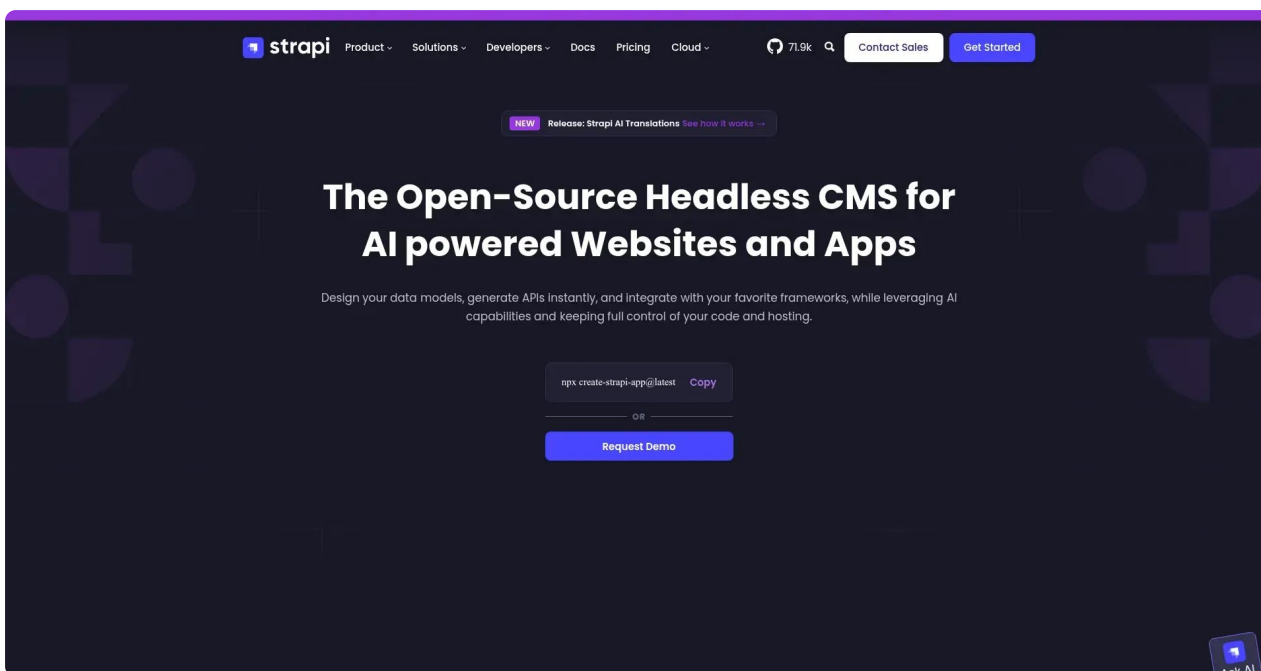 strapi Product Solutions Developers Docs Pricing Cloud 71.9k Contact Sales Get Started
NEW Release: Strapi AI Translations See how it works →
The Open-Source Headless CMS for
AI powered Websites and Apps
Design your data models, generate APIs instantly, and integrate with your favorite frameworks, while leveraging AI
capabilities and keeping full control of your code and hosting.
npx create-strapi-app@latest Copy
OR
Request Demo
Ask AI